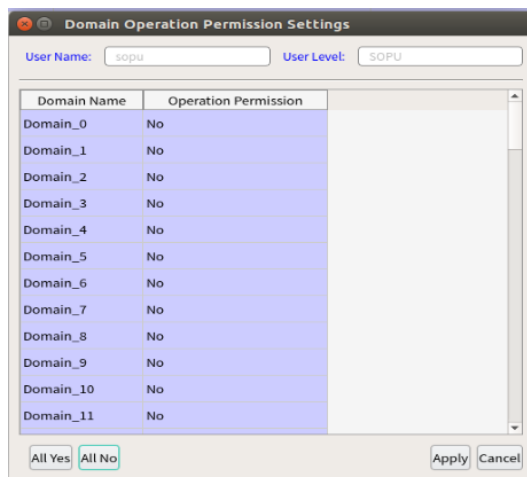 Domain Operation Permission Settings
User Name: sopu User Level: SOPU
Domain Name Operation Permission
Domain_0 No
Domain_1 No
Domain_2 No
Domain_3 No
Domain_4 No
Domain_5 No
Domain_6 No
Domain_7 No
Domain_8 No
Domain_9 No
Domain_10 No
Domain_11 No
All Yes All No Apply Cancel